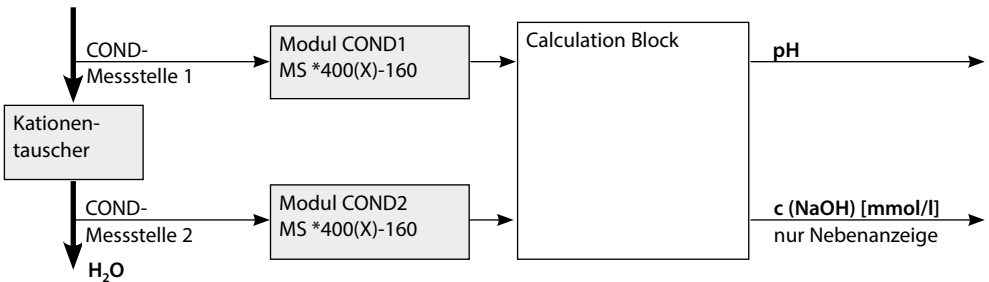 COND-
Messstelle 1
Modul COND1
MS *400(X)-160
Calculation Block
pH
Kationen-
tauscher
COND-
Messstelle 2
Modul COND2
MS *400(X)-160
c (NaOH) [mmol/l]
nur Nebenanzeige
H₂O